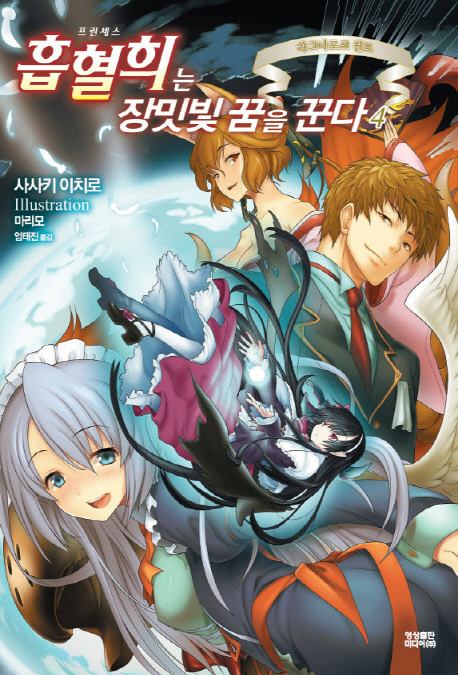 프린세스
흡혈희는
장밋빛 꿈을 꾼다 4
사사키 이치로
Illustration
마리모
엄태진 옮김
영상출판
미디어(주)